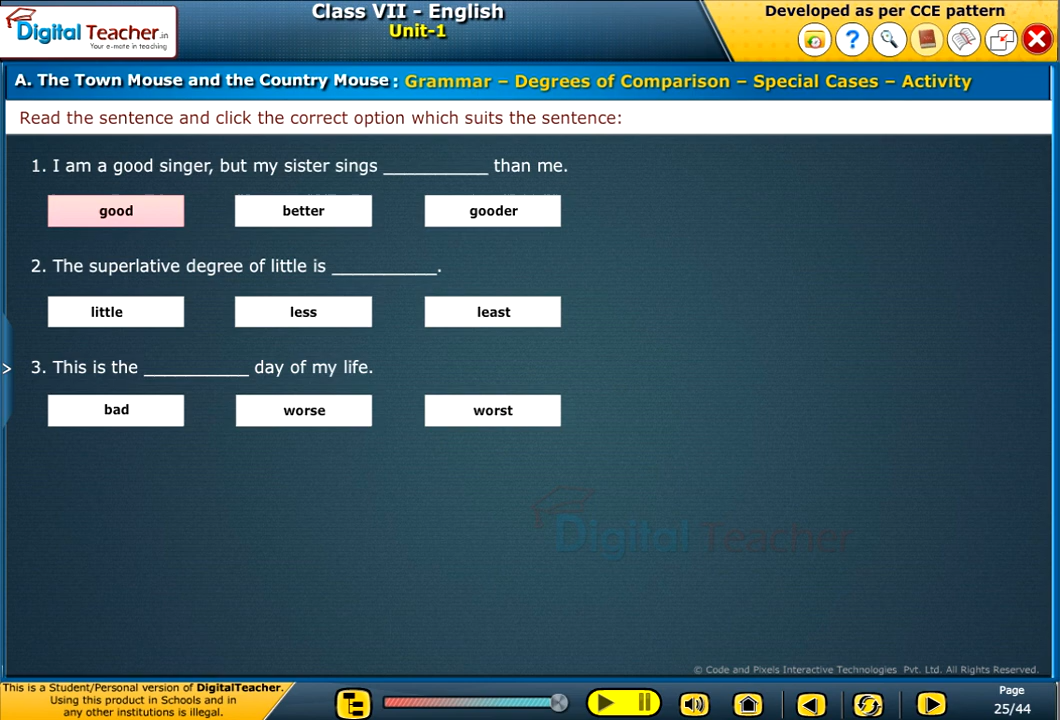 Digital Teacher.in
Your e-mate in teaching
Class VII - English
Unit-1
Developed as per CCE pattern
A. The Town Mouse and the Country Mouse : Grammar – Degrees of Comparison – Special Cases – Activity
Read the sentence and click the correct option which suits the sentence:
1. I am a good singer, but my sister sings __________ than me.
good better gooder
2. The superlative degree of little is __________.
little less least
> 3. This is the __________ day of my life.
bad worse worst
Digital Teacher
© Code and Pixels Interactive Technologies Pvt. Ltd. All Rights Reserved.
This is a Student/Personal version of DigitalTeacher.
Using this product in Schools and in
any other institutions is illegal.
Page
25/44